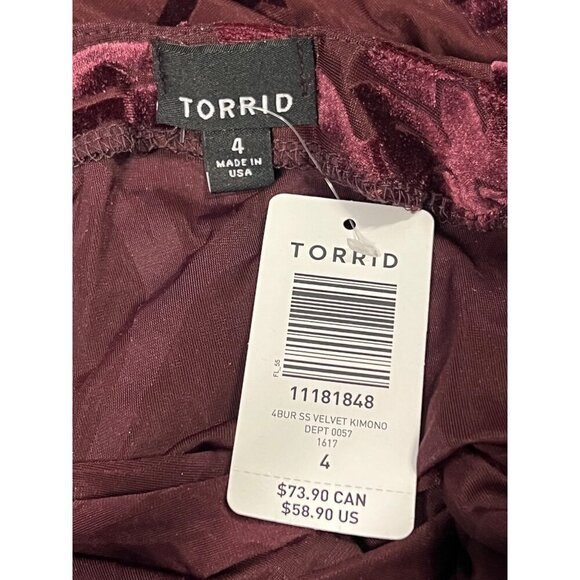 TORRID
4
MADE IN
USA
TORRID
FL_SS
11181848
4BUR SS VELVET KIMONO
DEPT 0057
1617
4
$73.90 CAN
$58.90 US